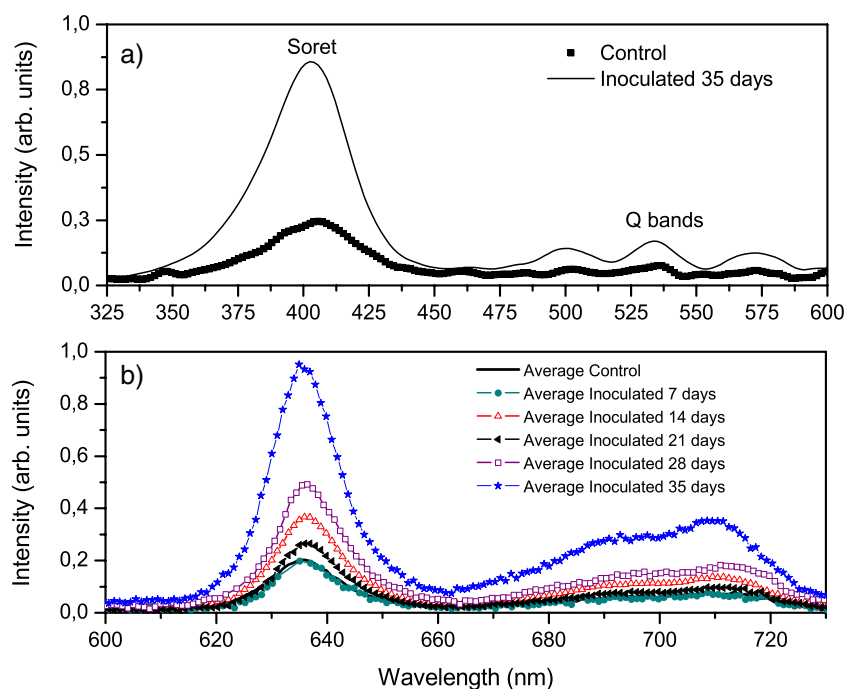 a)
Soret
Control
Inoculated 35 days
Q bands
Intensity (arb. units)
1,0
0,8
0,5
0,3
0,0
325 350 375 400 425 450 475 500 525 550 575 600
b)
Average Control
Average Inoculated 7 days
Average Inoculated 14 days
Average Inoculated 21 days
Average Inoculated 28 days
Average Inoculated 35 days
Intensity (arb. units)
1,0
0,8
0,6
0,4
0,2
0,0
600 620 640 660 680 700 720
Wavelength (nm)